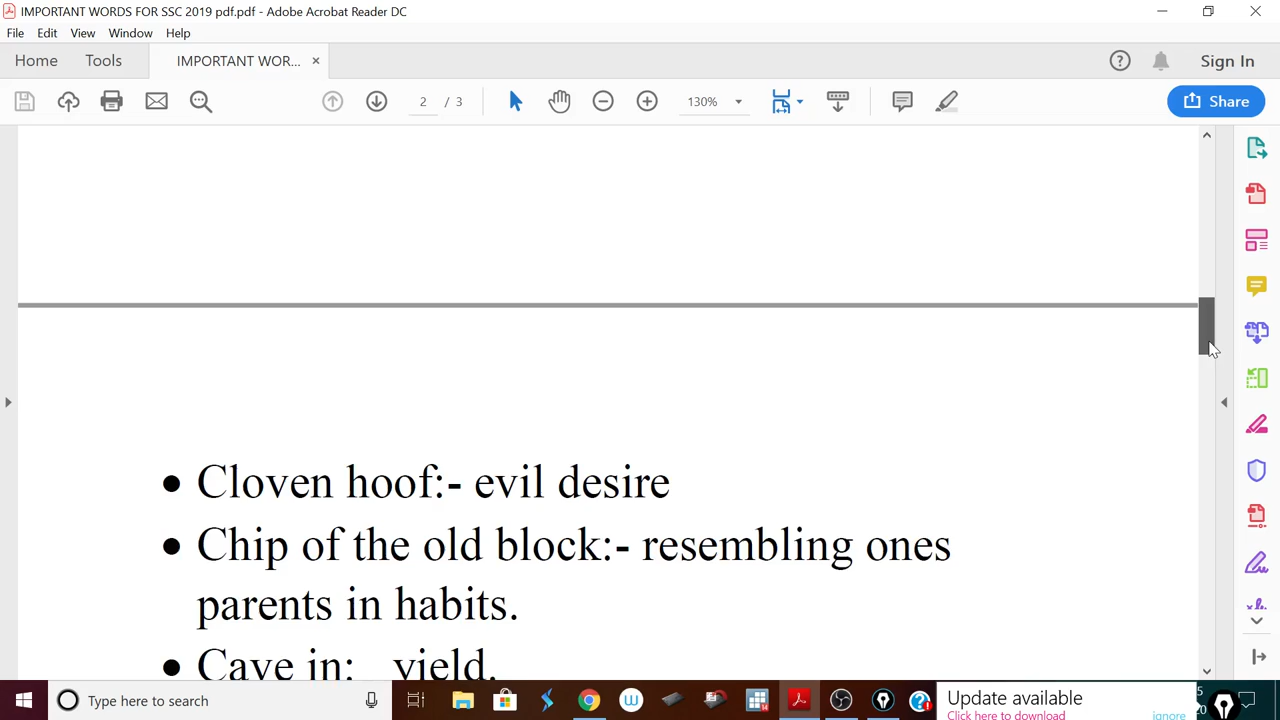 IMPORTANT WORDS FOR SSC 2019 pdf.pdf - Adobe Acrobat Reader DC
File Edit View Window Help
Home Tools IMPORTANT WOR... × Sign In
2 / 3 130% Share
• Cloven hoof:- evil desire
• Chip of the old block:- resembling ones
parents in habits.
• Cave in: yield.
Type here to search
Update available
Click here to download ignore